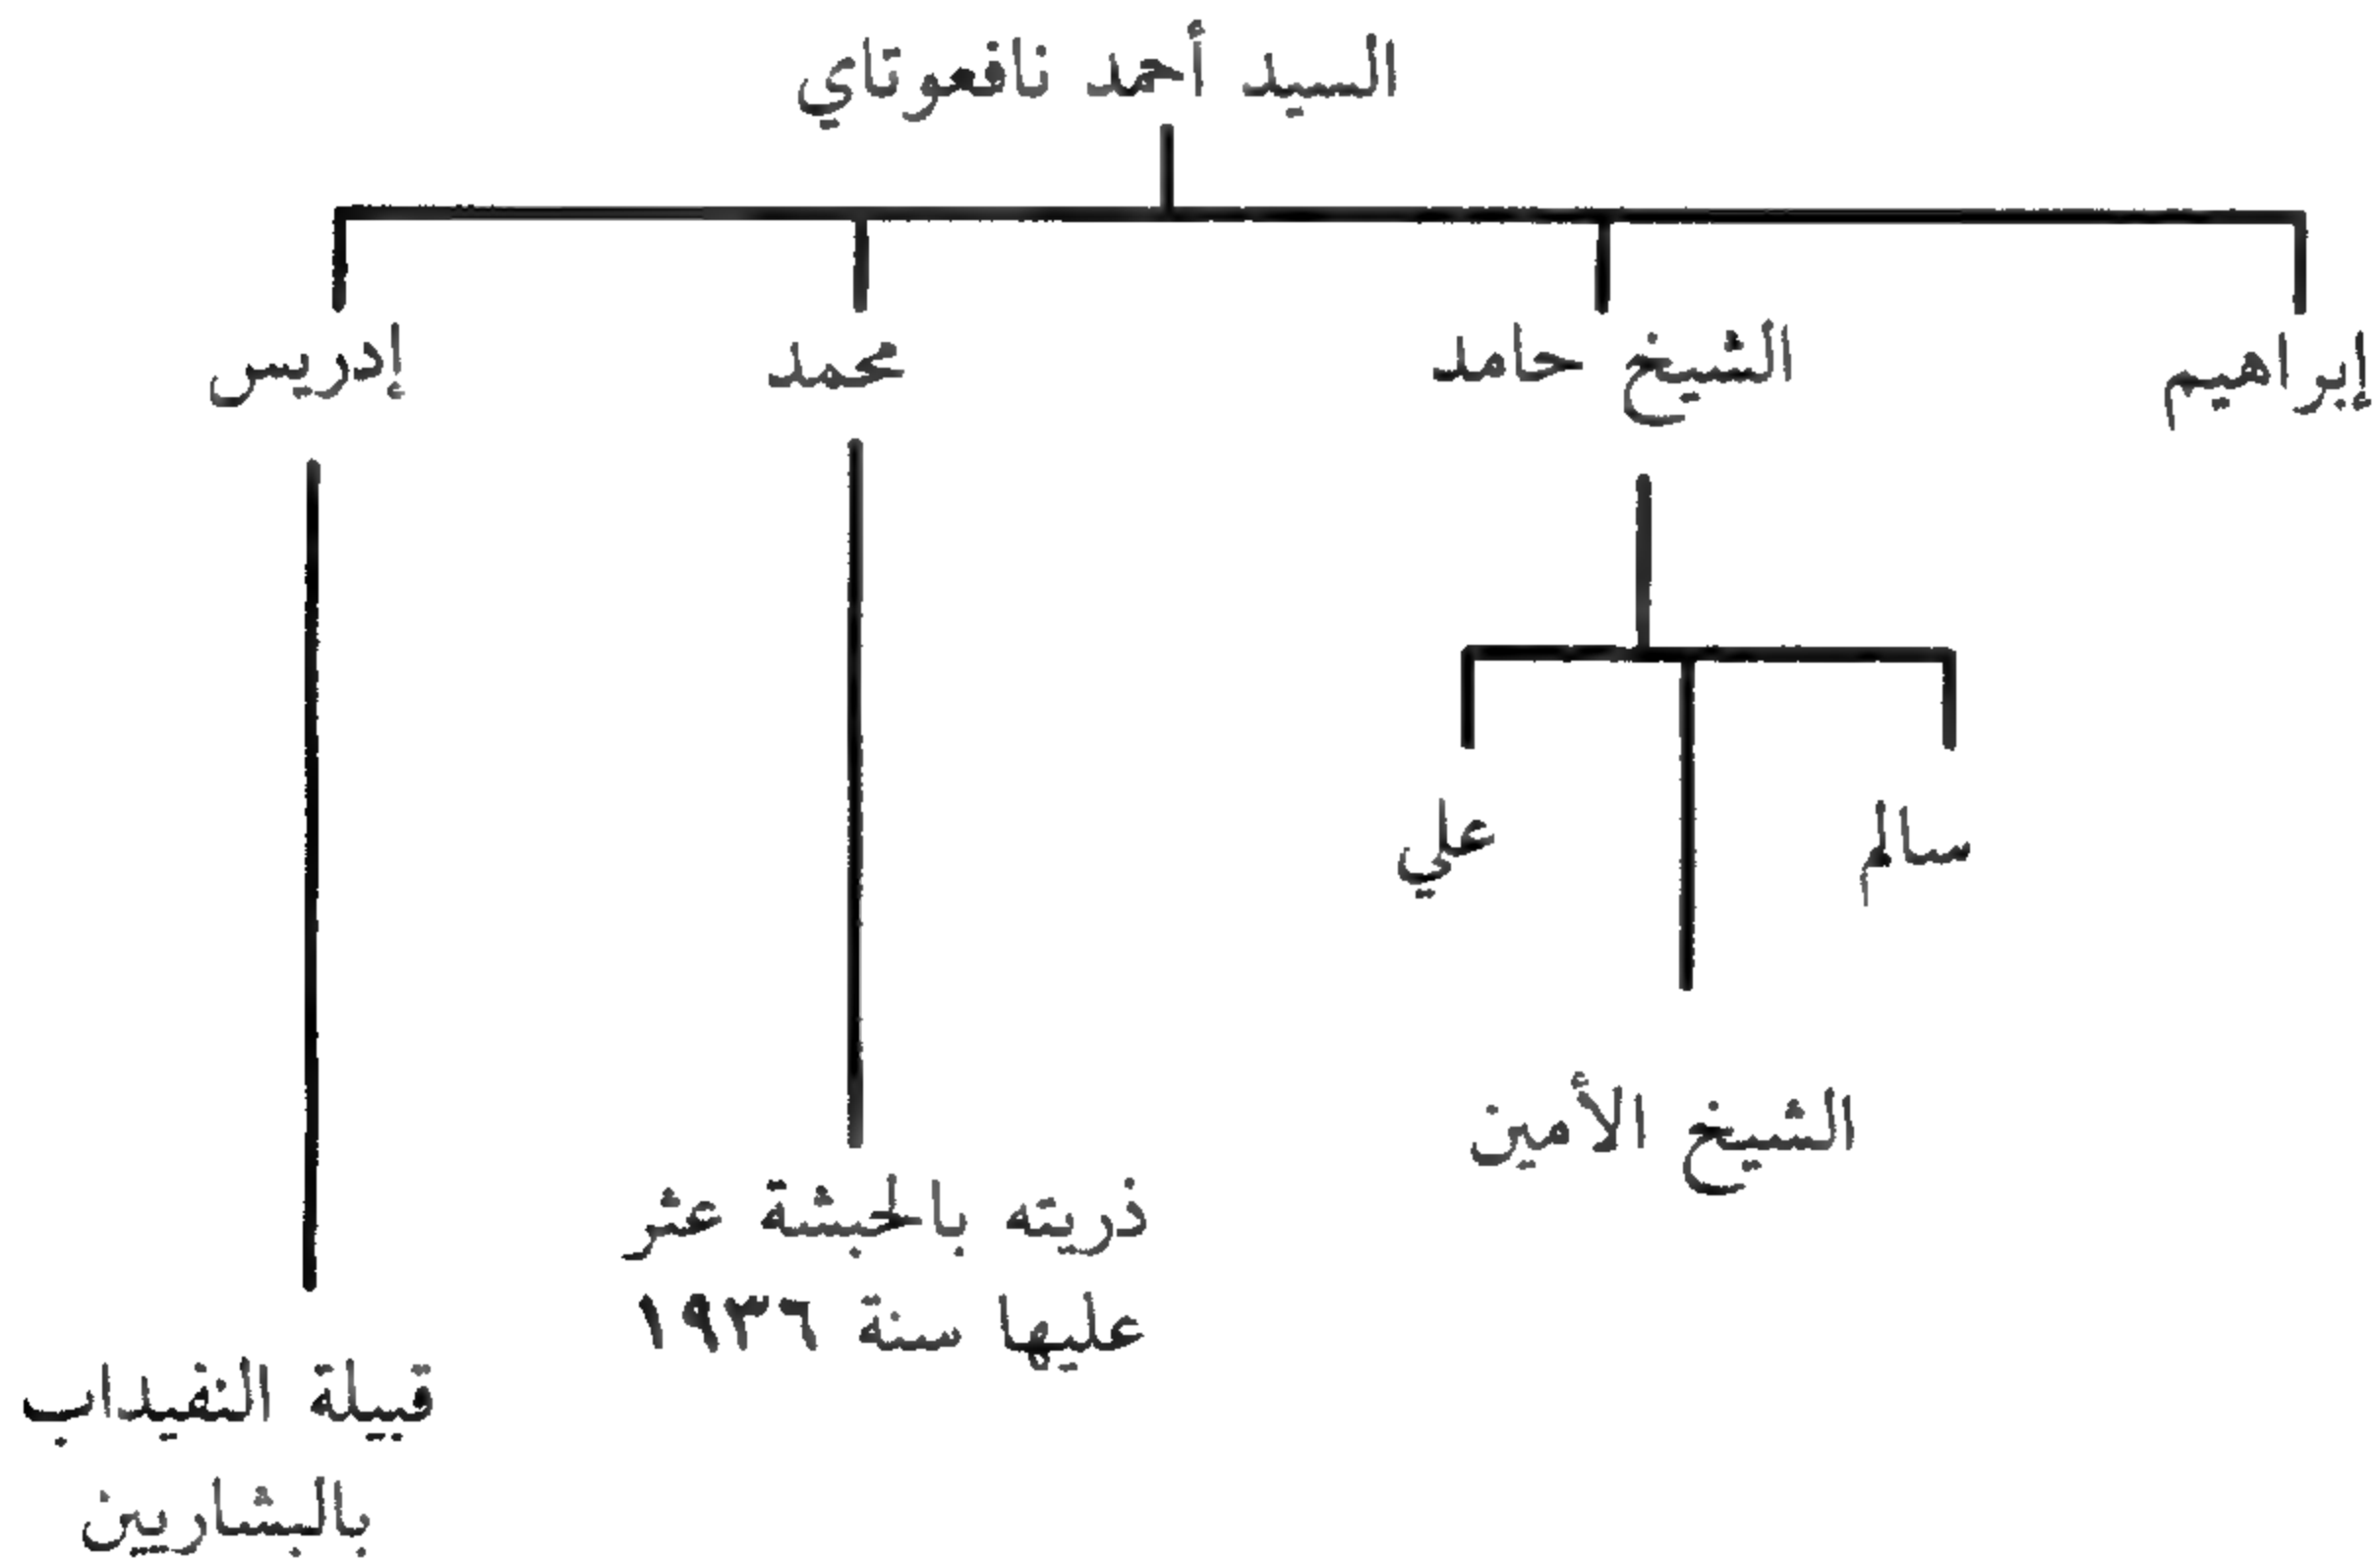 السيد أحمد نافعوتاي
إبراهيم
الشيخ حامد
محمد
إدريس
سالم
علي
الشيخ الأمين
ذريته بالحبشة عثر
عليها سنة ١٩٣٦
قبيلة النفيداب
بالبشاريين